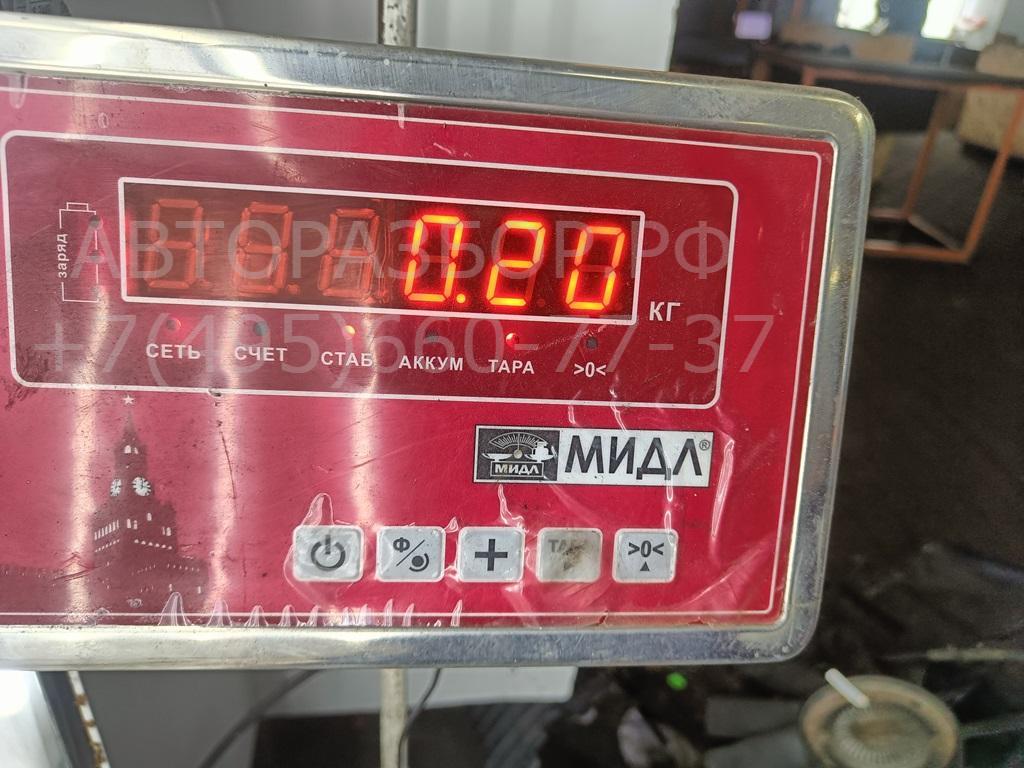 АВТОРАЗБОР.РФ
+7(495)660-77-37
заряд
0.20
КГ
СЕТЬ СЧЕТ СТАБ АККУМ ТАРА >0<
МИДЛ МИДЛ®
Ф + ТАРА >0<